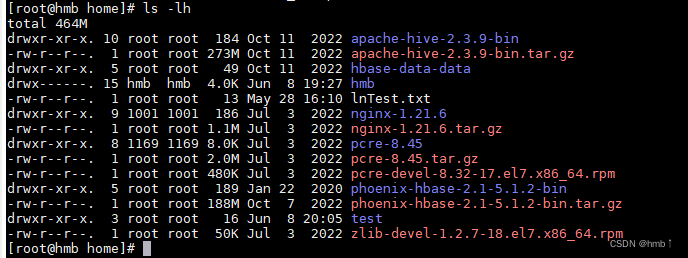 [root@hmb home]# ls -lh
total 464M
drwxr-xr-x. 10 root root  184 Oct 11  2022 apache-hive-2.3.9-bin
-rw-r--r--.  1 root root 273M Oct 11  2022 apache-hive-2.3.9-bin.tar.gz
drwxr-xr-x.  5 root root   49 Oct 11  2022 hbase-data-data
drwx------. 15 hmb  hmb  4.0K Jun  8 19:27 hmb
-rw-r--r--.  1 root root   13 May 28 16:10 lnTest.txt
drwxr-xr-x.  9 1001 1001  186 Jul  3  2022 nginx-1.21.6
-rw-r--r--.  1 root root 1.1M Jul  3  2022 nginx-1.21.6.tar.gz
drwxr-xr-x.  8 1169 1169 8.0K Jul  3  2022 pcre-8.45
-rw-r--r--.  1 root root 2.0M Jul  3  2022 pcre-8.45.tar.gz
-rw-r--r--.  1 root root 480K Jul  3  2022 pcre-devel-8.32-17.el7.x86_64.rpm
drwxr-xr-x.  5 root root  189 Jan 22  2020 phoenix-hbase-2.1-5.1.2-bin
-rw-r--r--.  1 root root 188M Oct  7  2022 phoenix-hbase-2.1-5.1.2-bin.tar.gz
drwxr-xr-x.  3 root root   16 Jun  8 20:05 test
-rw-r--r--.  1 root root  50K Jul  3  2022 zlib-devel-1.2.7-18.el7.x86_64.rpm
[root@hmb home]#
CSDN @hmb↑